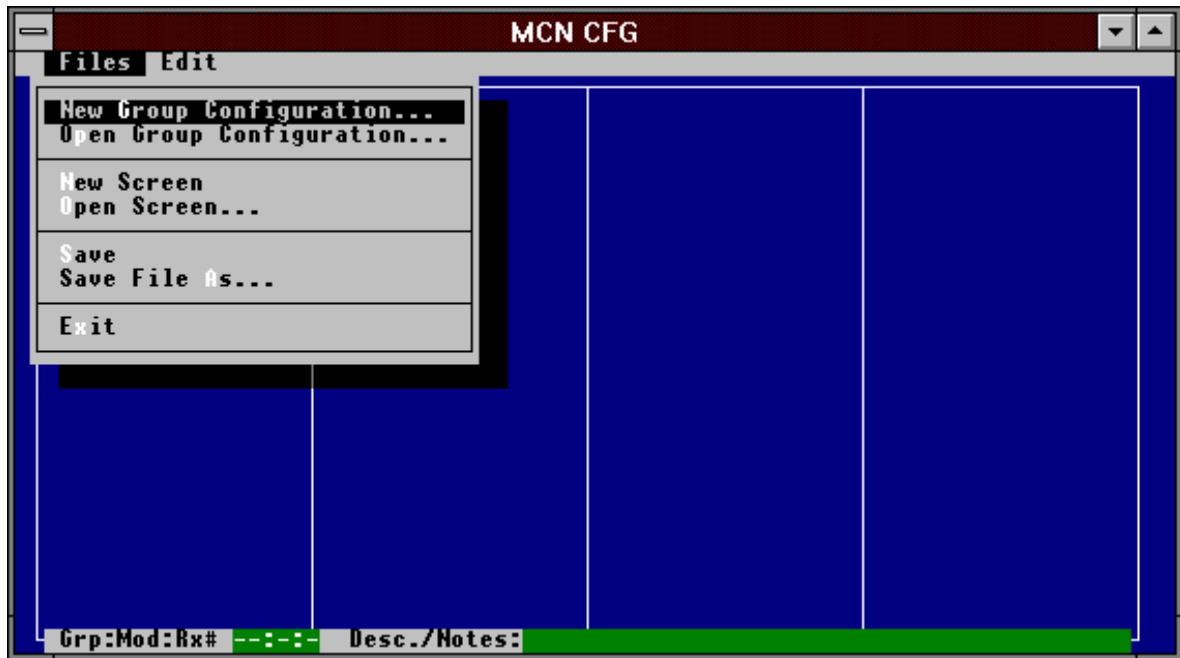 MCN CFG
Files Edit
New Group Configuration...
Open Group Configuration...
New Screen
Open Screen...
Save
Save File As...
Exit
Grp:Mod:Rx# --:-:- Desc./Notes: